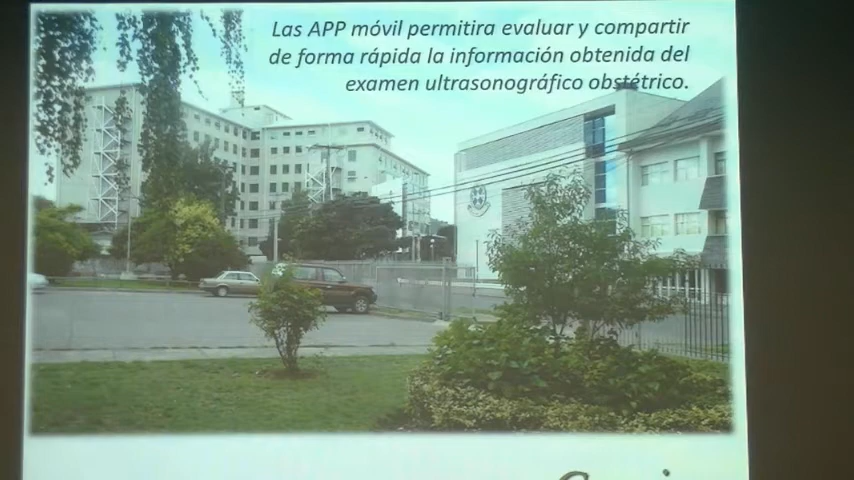 Las APP móvil permitira evaluar y compartir
de forma rápida la información obtenida del
examen ultrasonográfico obstétrico.